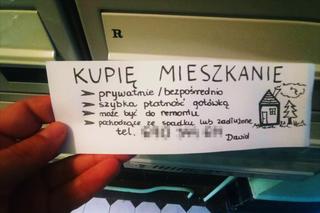 R
KUPIĘ MIESZKANIE
➤ prywatnie / bezpośrednio
➤ szybka płatność gotówką
➤ może być do remontu
➤ pochodzące ze spadku lub zadłużone
tel.
Dawid